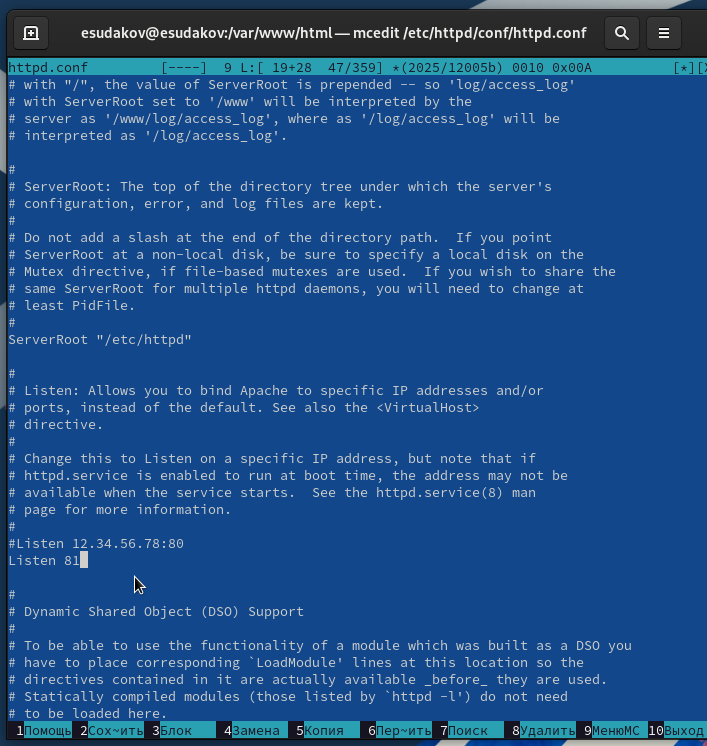 esudakov@esudakov:/var/www/html — mcedit /etc/httpd/conf/httpd.conf
httpd.conf [----] 9 L:[ 19+28 47/359] *(2025/12005b) 0010 0x00A [*][X
# with "/", the value of ServerRoot is prepended -- so 'log/access_log'
# with ServerRoot set to '/www' will be interpreted by the
# server as '/www/log/access_log', where as '/log/access_log' will be
# interpreted as '/log/access_log'.
#
# ServerRoot: The top of the directory tree under which the server's
# configuration, error, and log files are kept.
#
# Do not add a slash at the end of the directory path.  If you point
# ServerRoot at a non-local disk, be sure to specify a local disk on the
# Mutex directive, if file-based mutexes are used.  If you wish to share the
# same ServerRoot for multiple httpd daemons, you will need to change at
# least PidFile.
#
ServerRoot "/etc/httpd"
#
# Listen: Allows you to bind Apache to specific IP addresses and/or
# ports, instead of the default. See also the <VirtualHost>
# directive.
#
# Change this to Listen on a specific IP address, but note that if
# httpd.service is enabled to run at boot time, the address may not be
# available when the service starts.  See the httpd.service(8) man
# page for more information.
#
#Listen 12.34.56.78:80
Listen 81
#
# Dynamic Shared Object (DSO) Support
#
# To be able to use the functionality of a module which was built as a DSO you
# have to place corresponding `LoadModule' lines at this location so the
# directives contained in it are actually available _before_ they are used.
# Statically compiled modules (those listed by `httpd -l') do not need
# to be loaded here.
1Помощь 2Сох~ить 3Блок 4Замена 5Копия 6Пер~ить 7Поиск 8Удалить 9МенюMC 10Выход